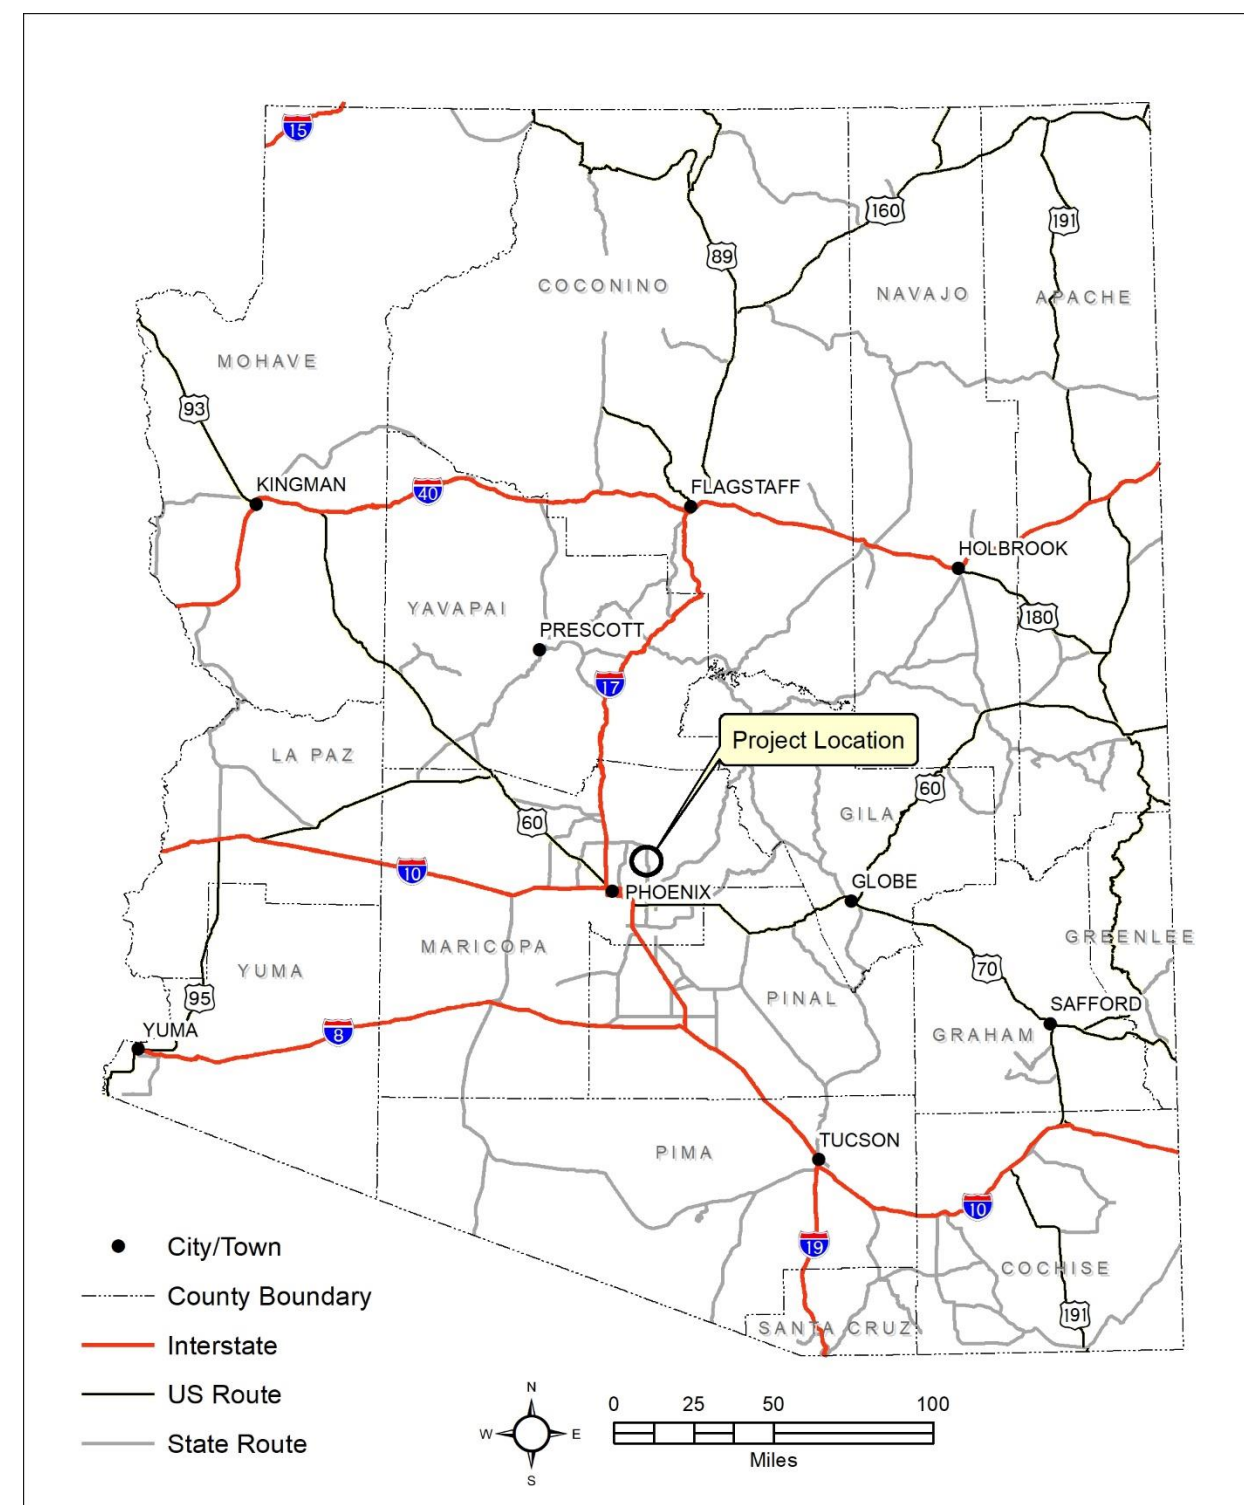 15
160
191
89
COCONINO
NAVAJO
APACHE
MOHAVE
93
KINGMAN
40
FLAGSTAFF
HOLBROOK
YAVAPAI
180
PRESCOTT
17
Project Location
LA PAZ
60
60
GILA
10
GLOBE
PHOENIX
GREENLEE
MARICOPA
YUMA
70
95
PINAL
SAFFORD
YUMA
8
GRAHAM
TUCSON
PIMA
10
19
COCHISE
191
SANTA CRUZ
City/Town
County Boundary
Interstate
US Route
State Route
N
W E
S
0 25 50 100
Miles